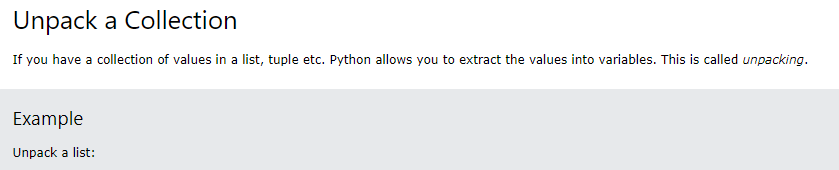 Unpack a Collection
If you have a collection of values in a list, tuple etc. Python allows you to extract the values into variables. This is called unpacking.
Example
Unpack a list: